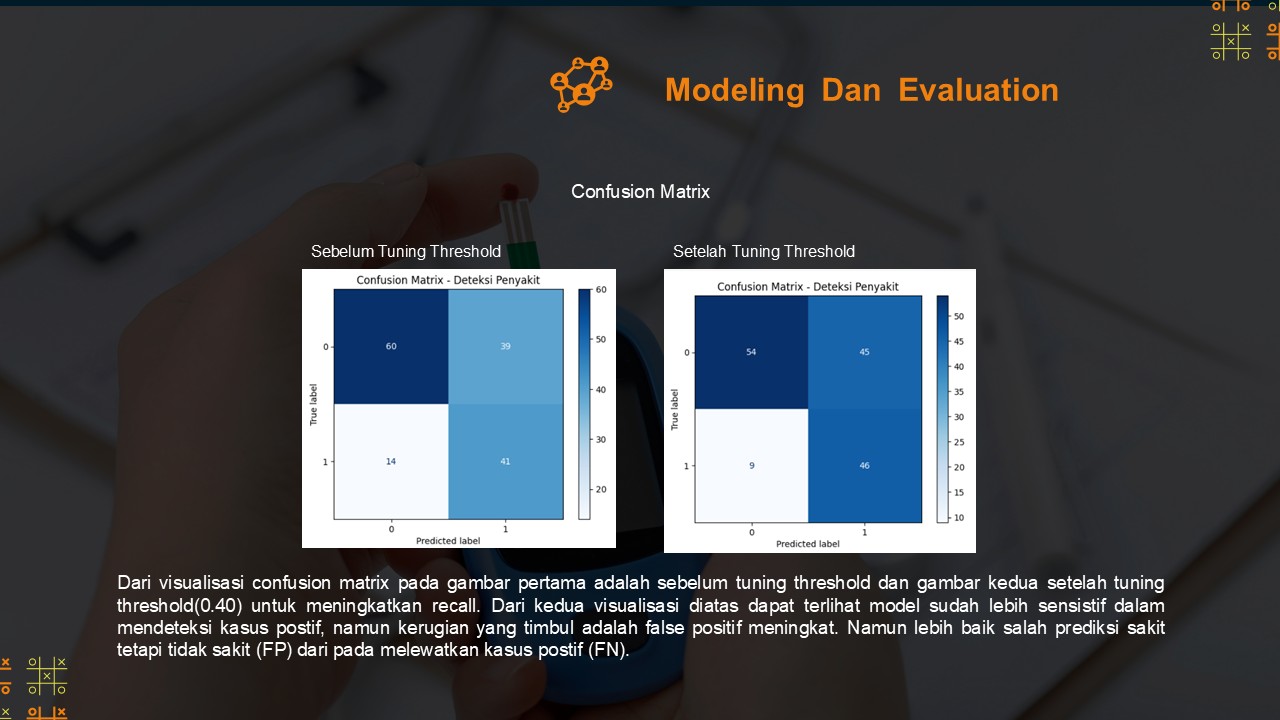 Modeling Dan Evaluation
Confusion Matrix
Sebelum Tuning Threshold
Setelah Tuning Threshold
Confusion Matrix - Deteksi Penyakit
60
39
14
41
0
1
True label
0
1
Predicted label
60
50
40
30
20
Confusion Matrix - Deteksi Penyakit
54
45
9
46
0
1
True label
0
1
Predicted label
50
45
40
35
30
25
20
15
10
Dari visualisasi confusion matrix pada gambar pertama adalah sebelum tuning threshold dan gambar kedua setelah tuning
threshold(0.40) untuk meningkatkan recall. Dari kedua visualisasi diatas dapat terlihat model sudah lebih sensistif dalam
mendeteksi kasus postif, namun kerugian yang timbul adalah false positif meningkat. Namun lebih baik salah prediksi sakit
tetapi tidak sakit (FP) dari pada melewatkan kasus postif (FN).